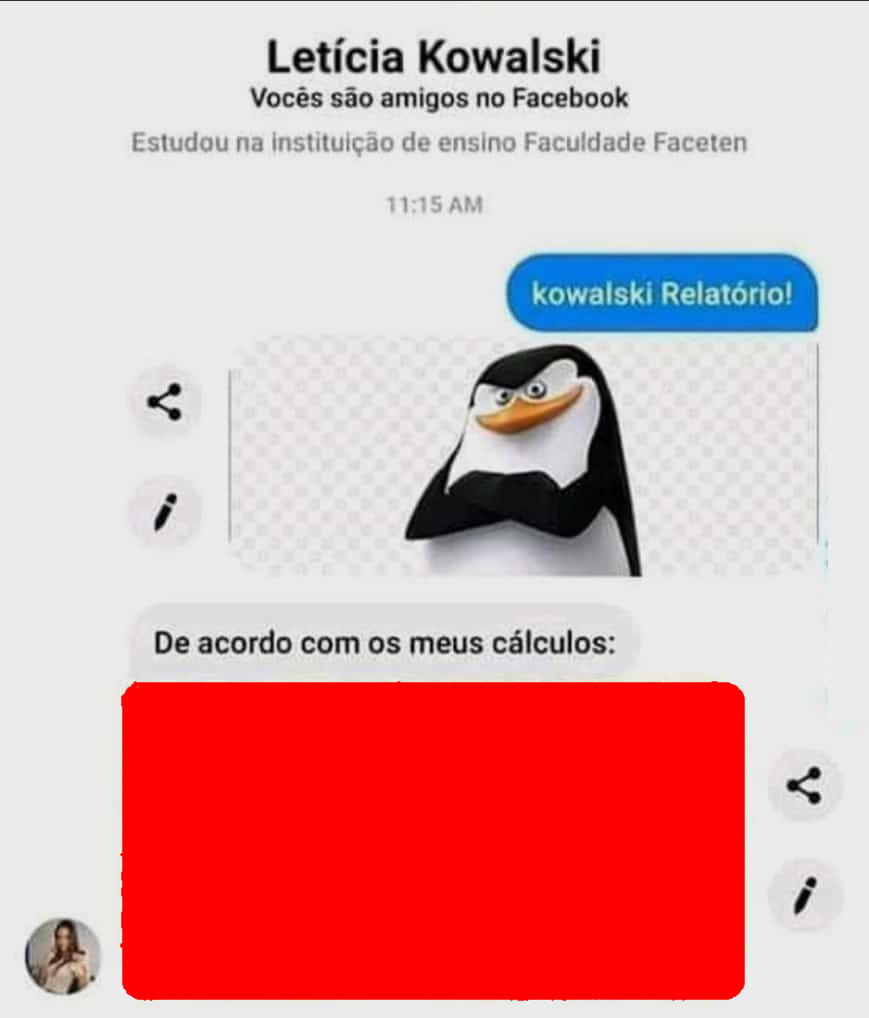 Letícia Kowalski
Vocês são amigos no Facebook
Estudou na instituição de ensino Faculdade Faceten
11:15 AM
kowalski Relatório!
De acordo com os meus cálculos: